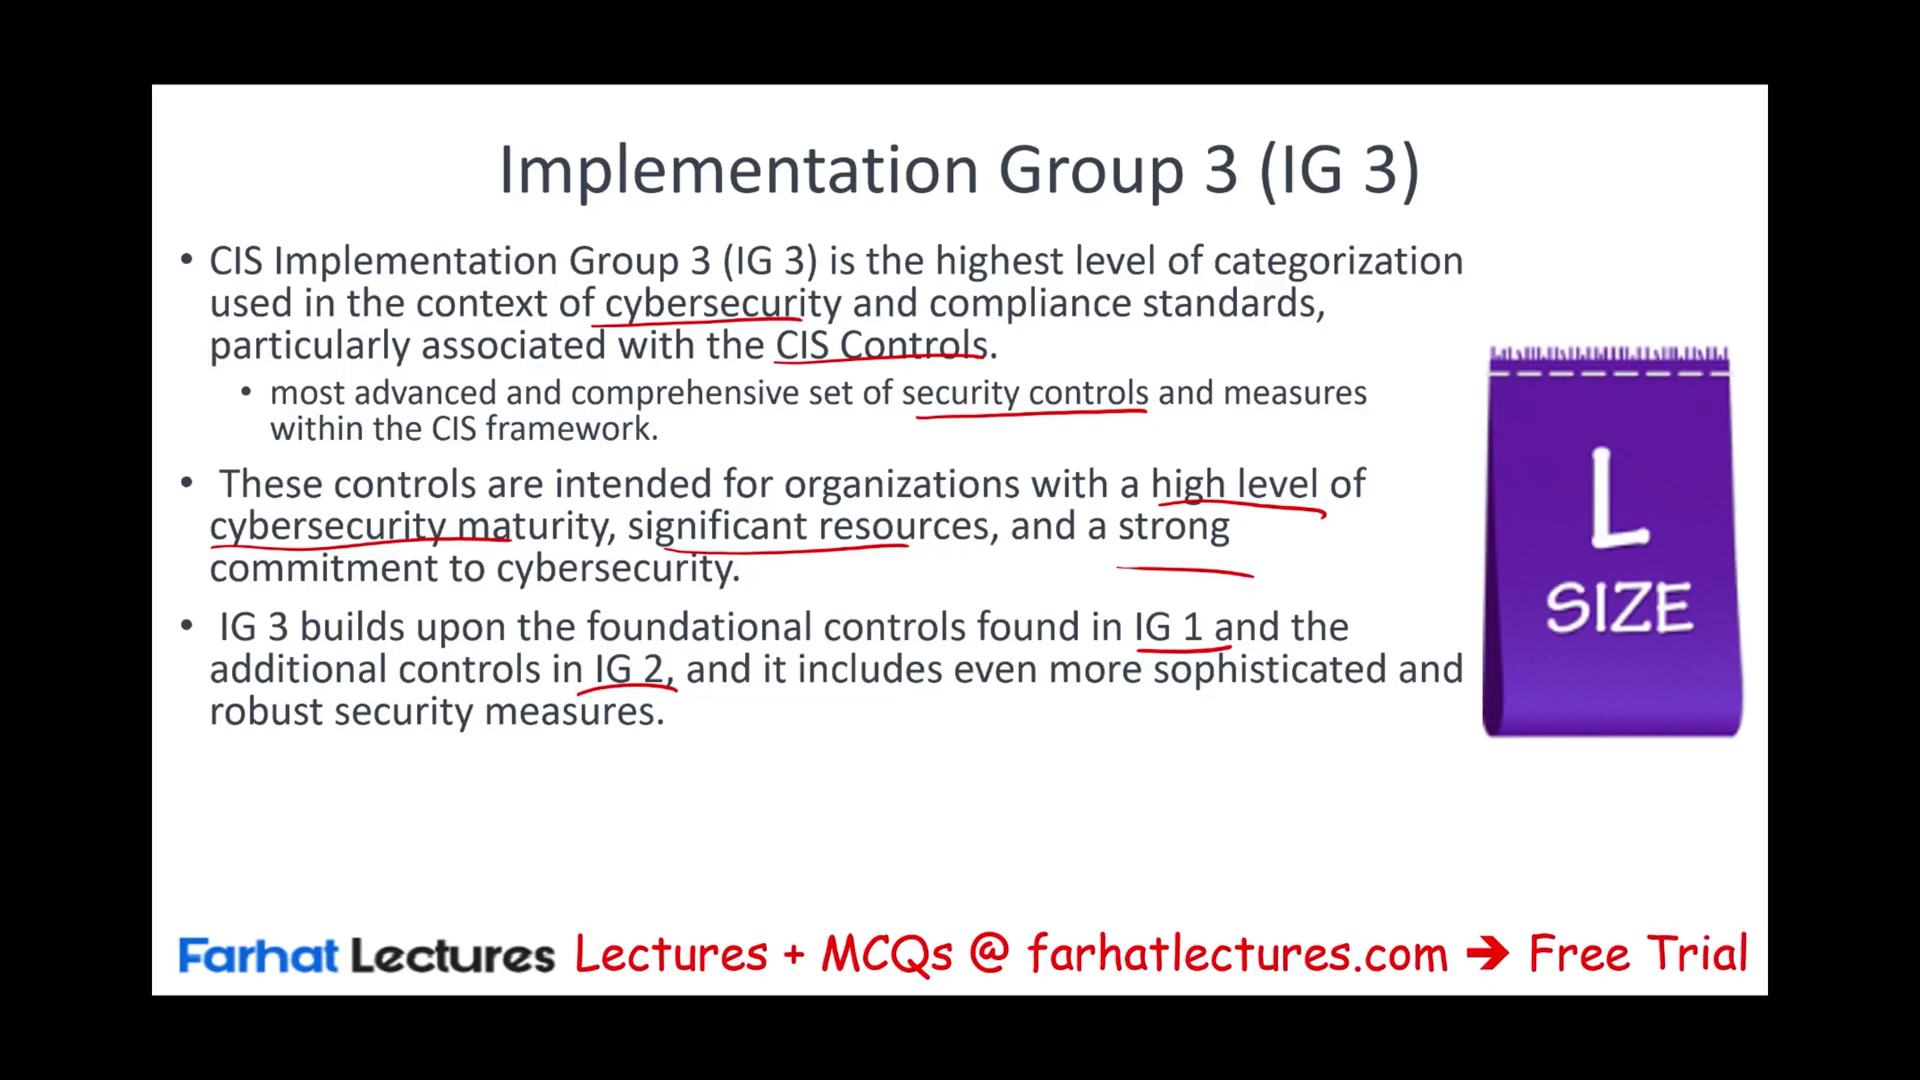 Implementation Group 3 (IG 3)
• CIS Implementation Group 3 (IG 3) is the highest level of categorization
used in the context of cybersecurity and compliance standards,
particularly associated with the CIS Controls.
• most advanced and comprehensive set of security controls and measures
within the CIS framework.
• These controls are intended for organizations with a high level of
cybersecurity maturity, significant resources, and a strong
commitment to cybersecurity.
• IG 3 builds upon the foundational controls found in IG 1 and the
additional controls in IG 2, and it includes even more sophisticated and
robust security measures.
L
SIZE
Farhat Lectures Lectures + MCQs @ farhatlectures.com → Free Trial